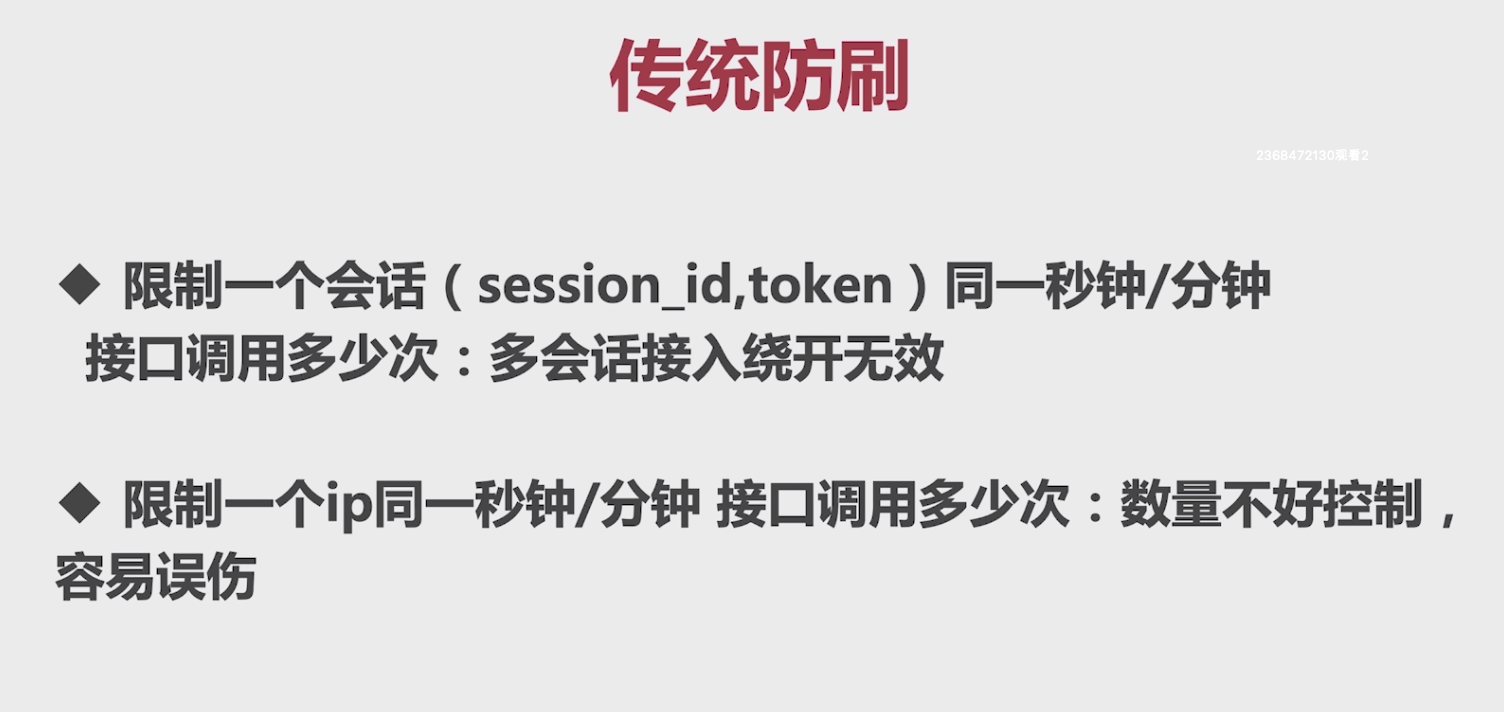 传统防刷
2368472130观看2
◆ 限制一个会话（session_id,token）同一秒钟/分钟
接口调用多少次：多会话接入绕开无效
◆ 限制一个ip同一秒钟/分钟 接口调用多少次：数量不好控制，
容易误伤